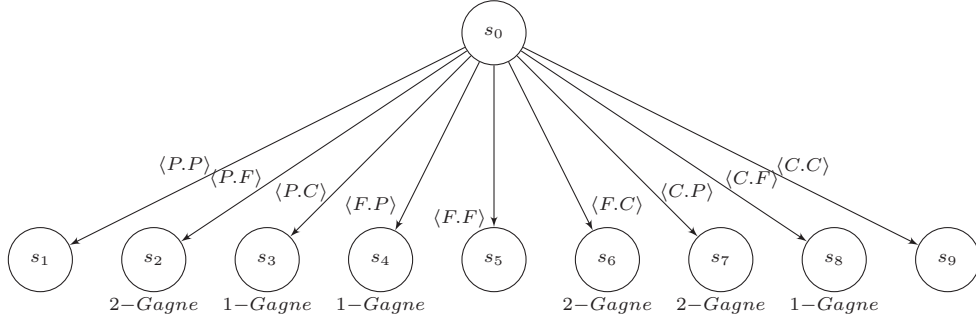 s₀
⟨P.P⟩
⟨P.F⟩
⟨P.C⟩
⟨F.P⟩
⟨F.F⟩
⟨F.C⟩
⟨C.P⟩
⟨C.F⟩
⟨C.C⟩
s₁ s₂ s₃ s₄ s₅ s₆ s₇ s₈ s₉
2−Gagne 1−Gagne 1−Gagne 2−Gagne 2−Gagne 1−Gagne